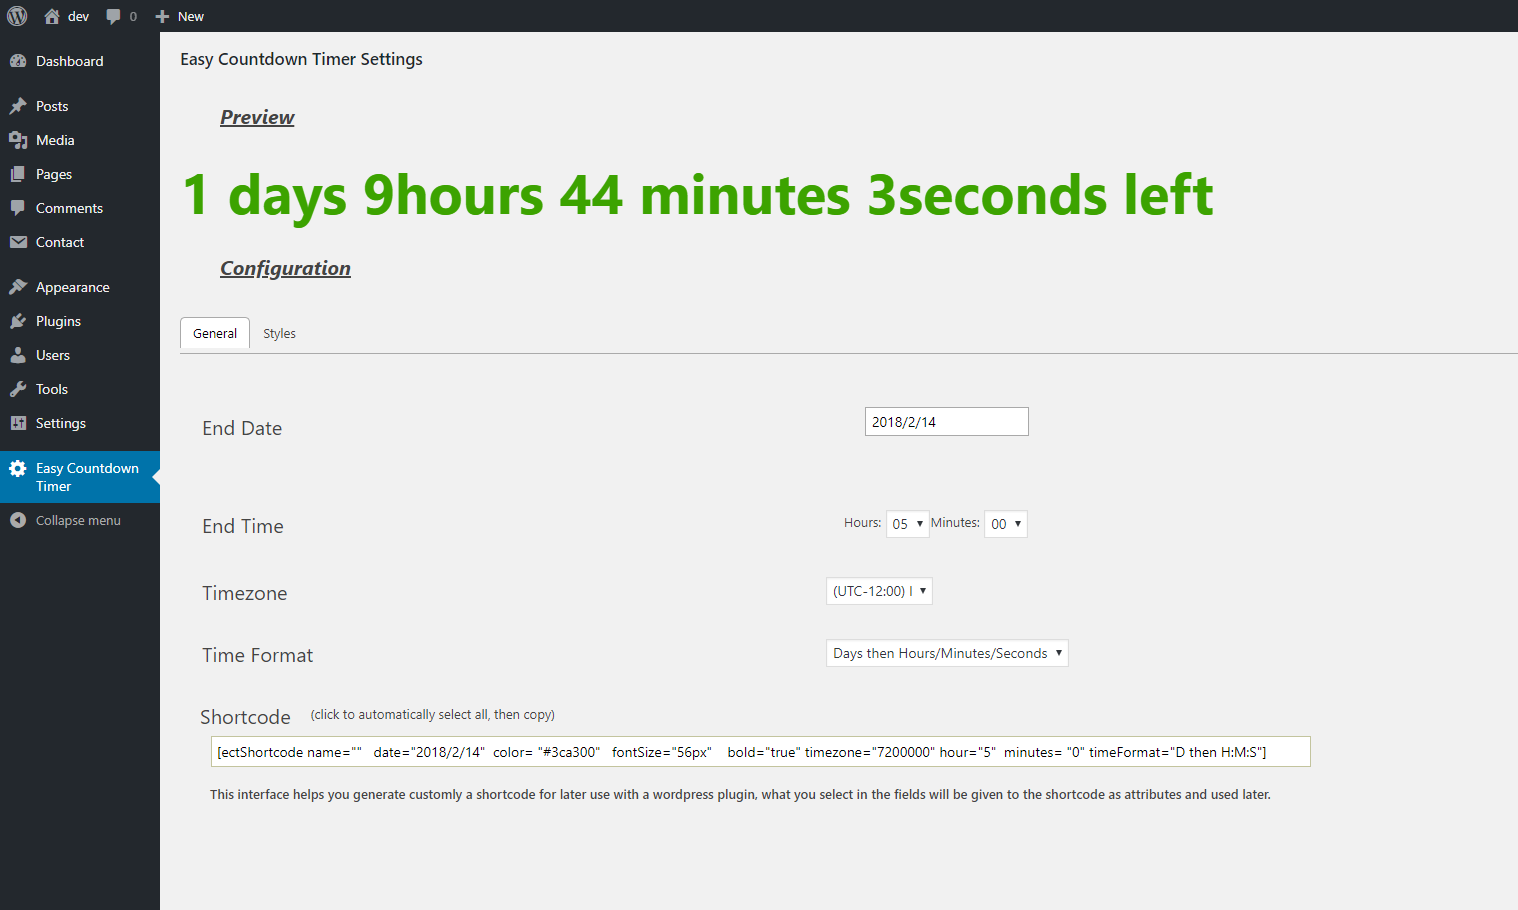 dev 0 New
Dashboard
Posts
Media
Pages
Comments
Contact
Appearance
Plugins
Users
Tools
Settings
Easy Countdown
Timer
Collapse menu
Easy Countdown Timer Settings
Preview
1 days 9hours 44 minutes 3seconds left
Configuration
General Styles
End Date 2018/2/14
End Time Hours: 05 Minutes: 00
Timezone (UTC-12:00) I
Time Format Days then Hours/Minutes/Seconds
Shortcode (click to automatically select all, then copy)
[ectShortcode name="" date="2018/2/14" color= "#3ca300" fontSize="56px" bold="true" timezone="7200000" hour="5" minutes= "0" timeFormat="D then H:M:S"]
This interface helps you generate customly a shortcode for later use with a wordpress plugin, what you select in the fields will be given to the shortcode as attributes and used later.